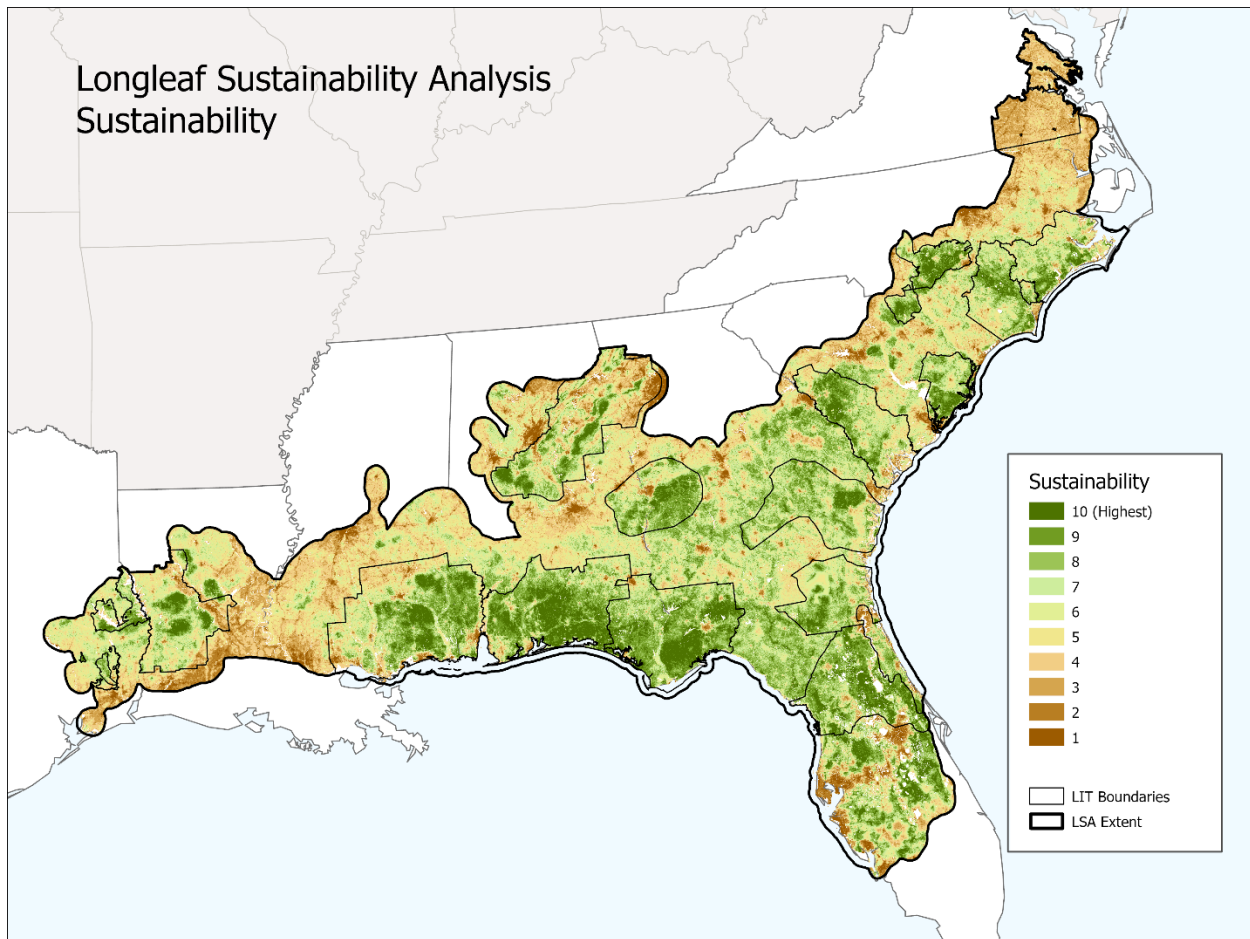 Longleaf Sustainability Analysis
Sustainability
Sustainability
10 (Highest)
9
8
7
6
5
4
3
2
1
LIT Boundaries
LSA Extent